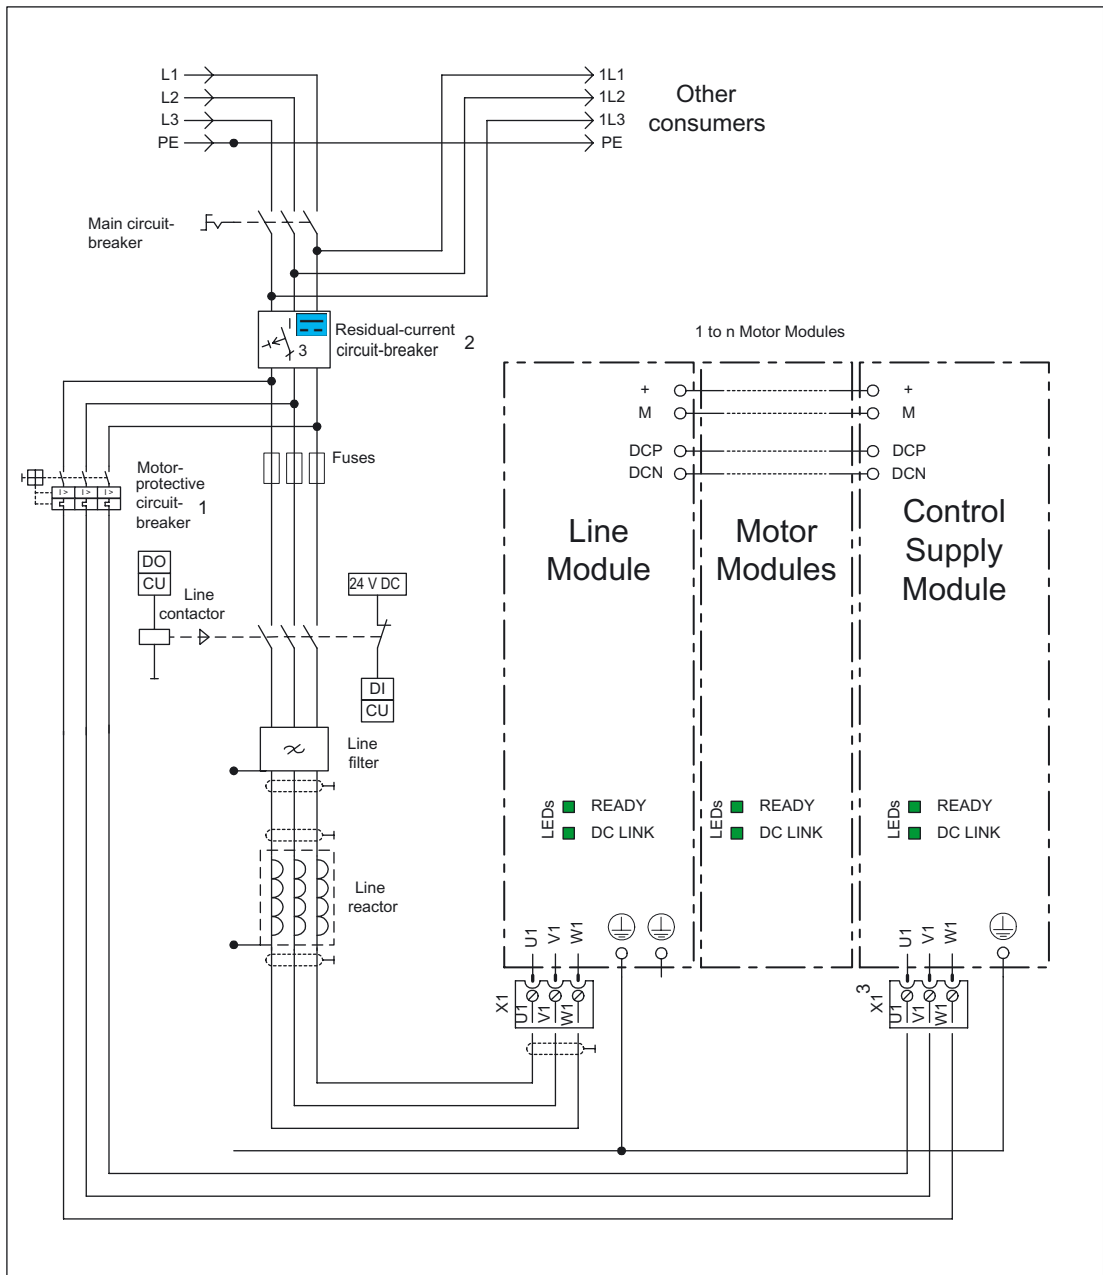 L1
1L1
L2
1L2
L3
1L3
PE
PE
Other
consumers
Main circuit-
breaker
3
Residual-current
circuit-breaker 2
1 to n Motor Modules
+
+
M
M
DCP
DCP
DCN
DCN
Fuses
Motor-
protective
circuit-
breaker 1
I > I > I >
Line
Module
Motor
Modules
Control
Supply
Module
DO
CU
Line
contactor
24 V DC
DI
CU
Line
filter
LEDs
READY
DC LINK
LEDs
READY
DC LINK
LEDs
READY
DC LINK
Line
reactor
U1
V1
W1
U1
V1
W1
X1
U1
V1
W1
3
X1
U1
V1
W1